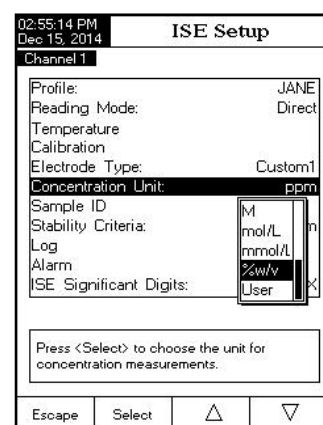 02:55:14 PM
Dec 15, 2014
ISE Setup
Channel 1
Profile: JANE
Reading Mode: Direct
Temperature
Calibration
Electrode Type: Custom1
Concentration Unit: ppm
Sample ID
Stability Criteria:
Log
Alarm
ISE Significant Digits:
M
mol/L
mmol/L
%w/v
User
Press <Select> to choose the unit for
concentration measurements.
Escape Select △ ▽